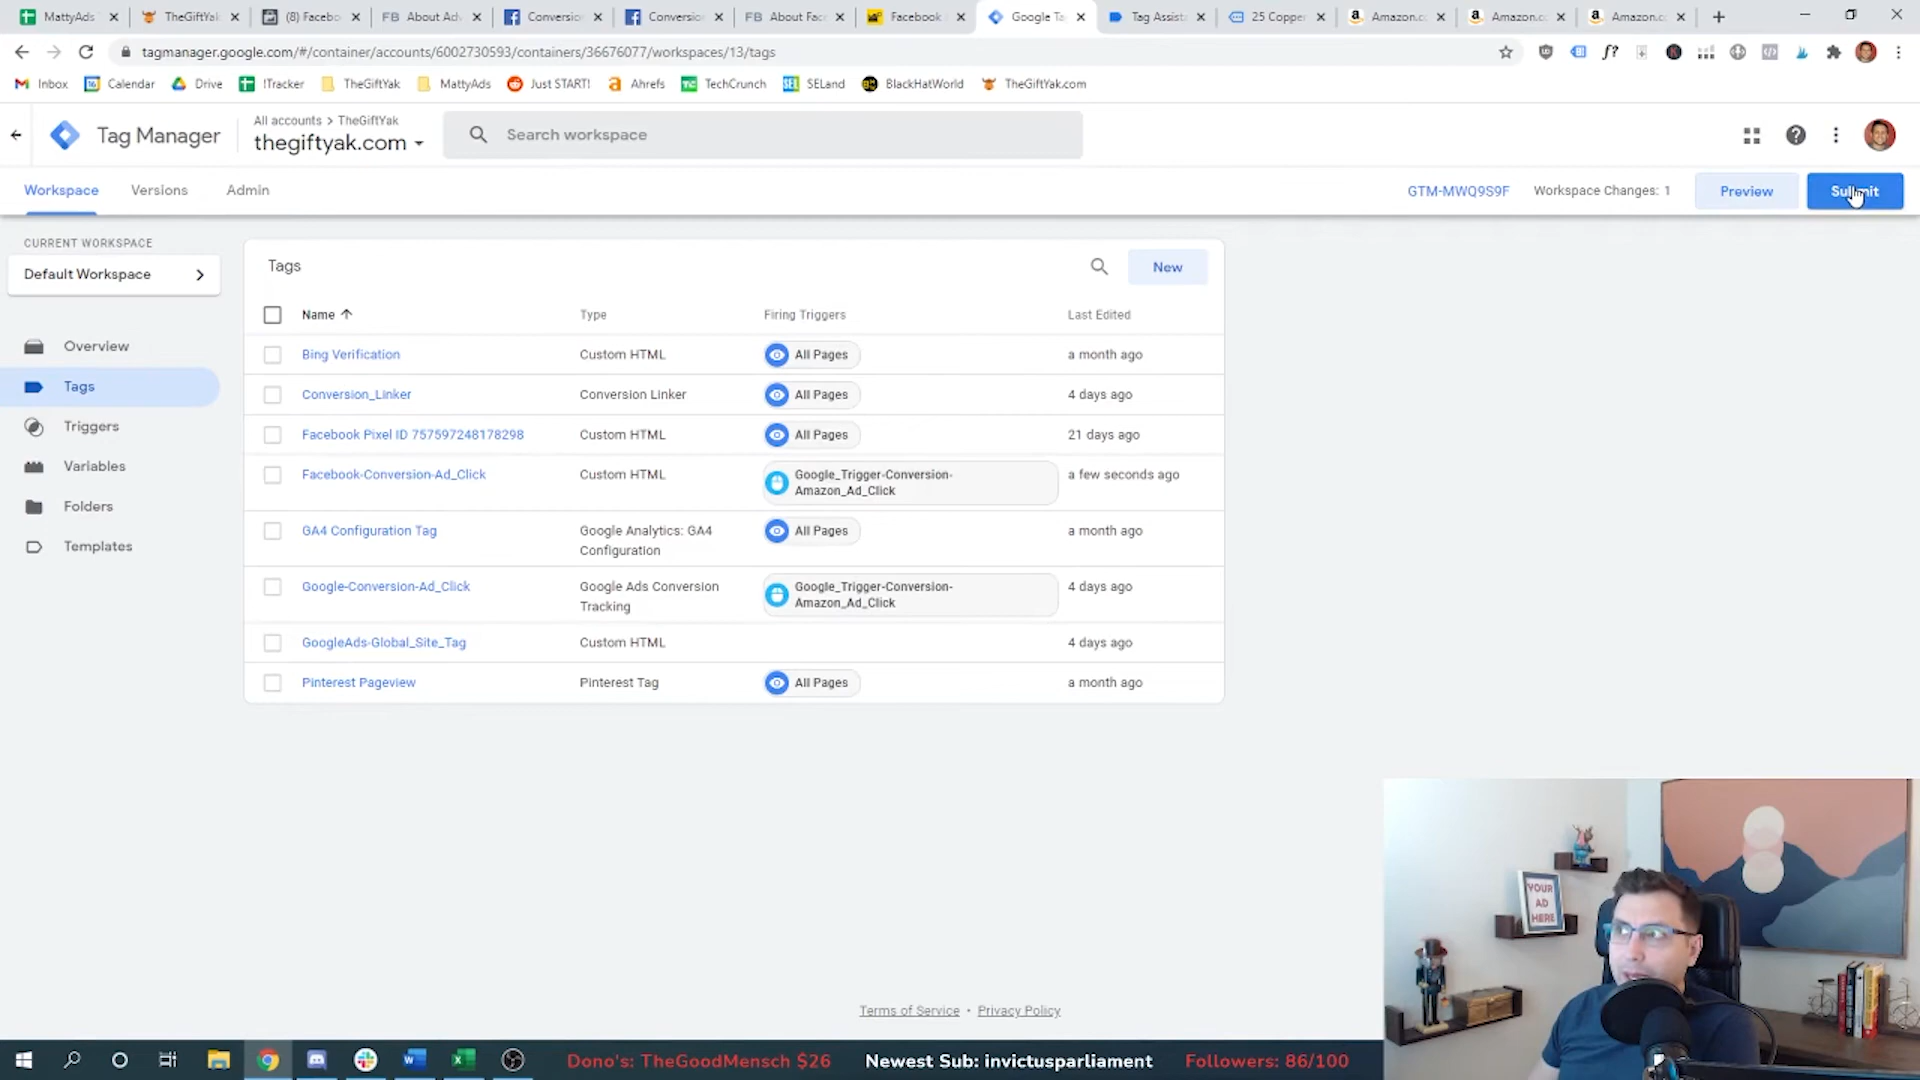 MattyAds
TheGiftYak
(8) Facebo
FB About Adv
Conversio
Conversio
FB About Fac
Facebook
Google Ta
Tag Assist
25 Copper
Amazon.c
Amazon.c
Amazon.c
tagmanager.google.com/#/container/accounts/6002730593/containers/36676077/workspaces/13/tags
Inbox
Calendar
Drive
!Tracker
TheGiftYak
MattyAds
Just START!
Ahrefs
TechCrunch
SELand
BlackHatWorld
TheGiftYak.com
Tag Manager
All accounts > TheGiftYak
thegiftyak.com
Search workspace
Workspace
Versions
Admin
GTM-MWQ9S9F
Workspace Changes: 1
Preview
Submit
CURRENT WORKSPACE
Default Workspace
Overview
Tags
Triggers
Variables
Folders
Templates
Tags
New
Name
Type
Firing Triggers
Last Edited
Bing Verification
Custom HTML
All Pages
a month ago
Conversion_Linker
Conversion Linker
All Pages
4 days ago
Facebook Pixel ID 757597248178298
Custom HTML
All Pages
21 days ago
Facebook-Conversion-Ad_Click
Custom HTML
Google_Trigger-Conversion-
Amazon_Ad_Click
a few seconds ago
GA4 Configuration Tag
Google Analytics: GA4
Configuration
All Pages
a month ago
Google-Conversion-Ad_Click
Google Ads Conversion
Tracking
Google_Trigger-Conversion-
Amazon_Ad_Click
4 days ago
GoogleAds-Global_Site_Tag
Custom HTML
4 days ago
Pinterest Pageview
Pinterest Tag
All Pages
a month ago
Terms of Service • Privacy Policy
YOUR
AD
HERE
Dono's: TheGoodMensch $26
Newest Sub: invictusparliament
Followers: 86/100